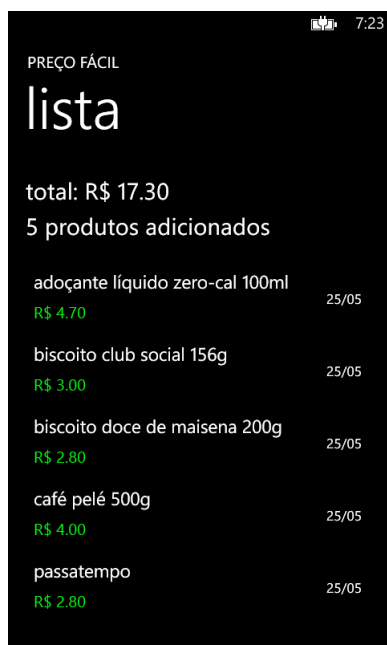 7:23
PREÇO FÁCIL
lista
total: R$ 17.30
5 produtos adicionados
adoçante líquido zero-cal 100ml
25/05
R$ 4.70
biscoito club social 156g
25/05
R$ 3.00
biscoito doce de maisena 200g
25/05
R$ 2.80
café pelé 500g
25/05
R$ 4.00
passatempo
25/05
R$ 2.80